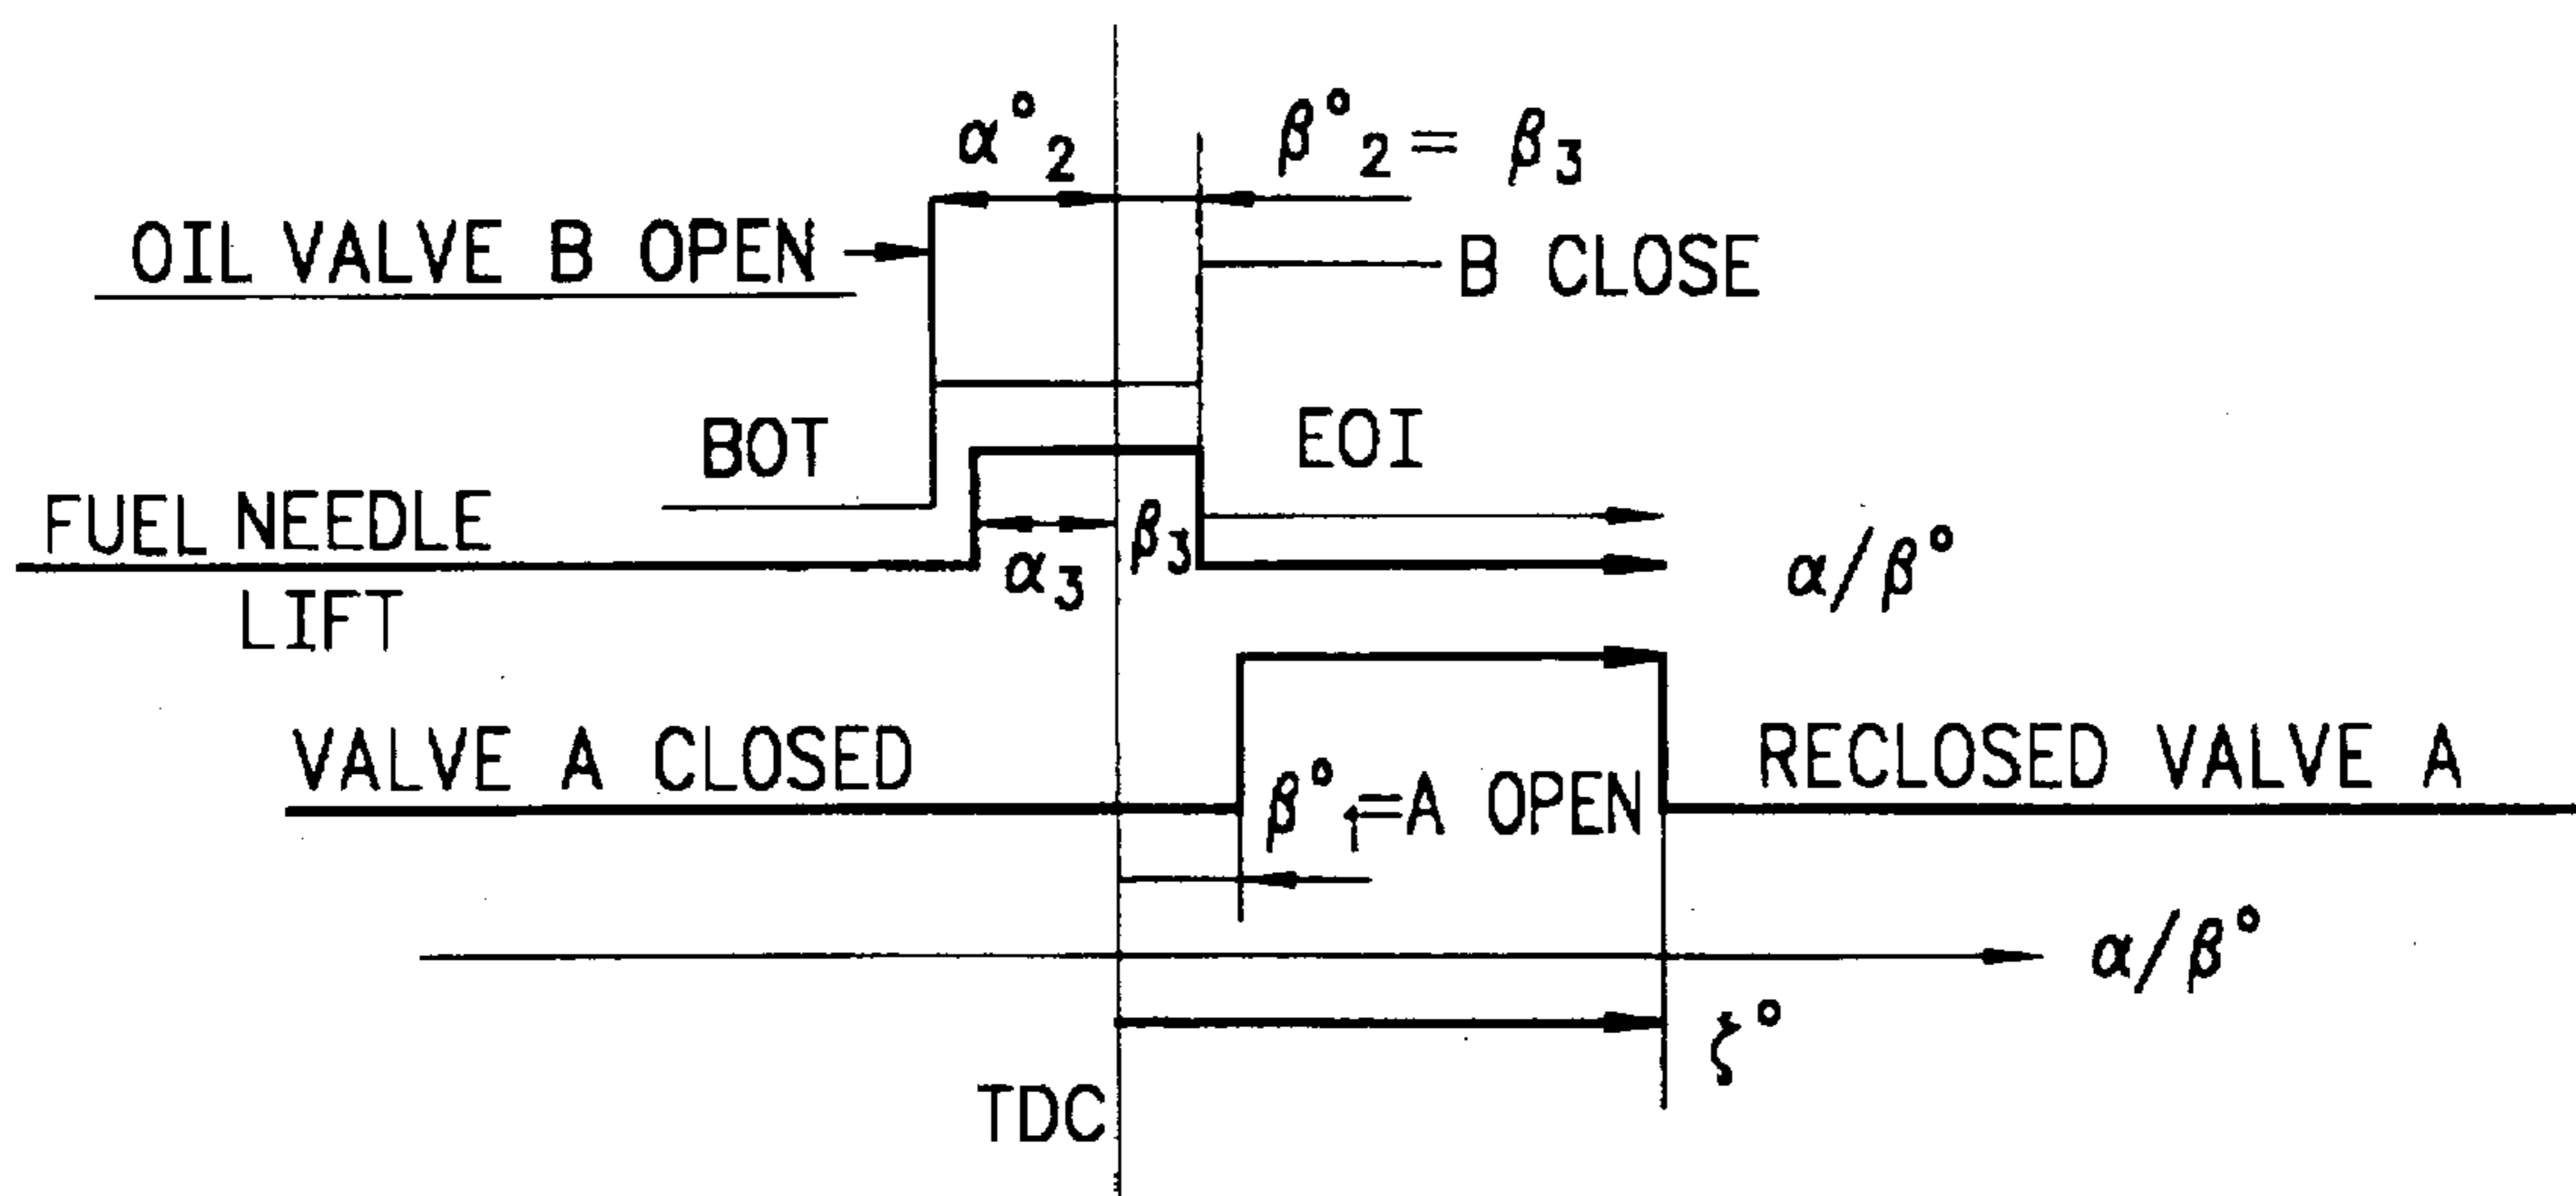 α°2 β°2 = β3
OIL VALVE B OPEN
B CLOSE
BOT EOI
FUEL NEEDLE
LIFT
α3 β3
α/β°
VALVE A CLOSED
β°1=A OPEN
RECLOSED VALVE A
α/β°
ζ°
TDC